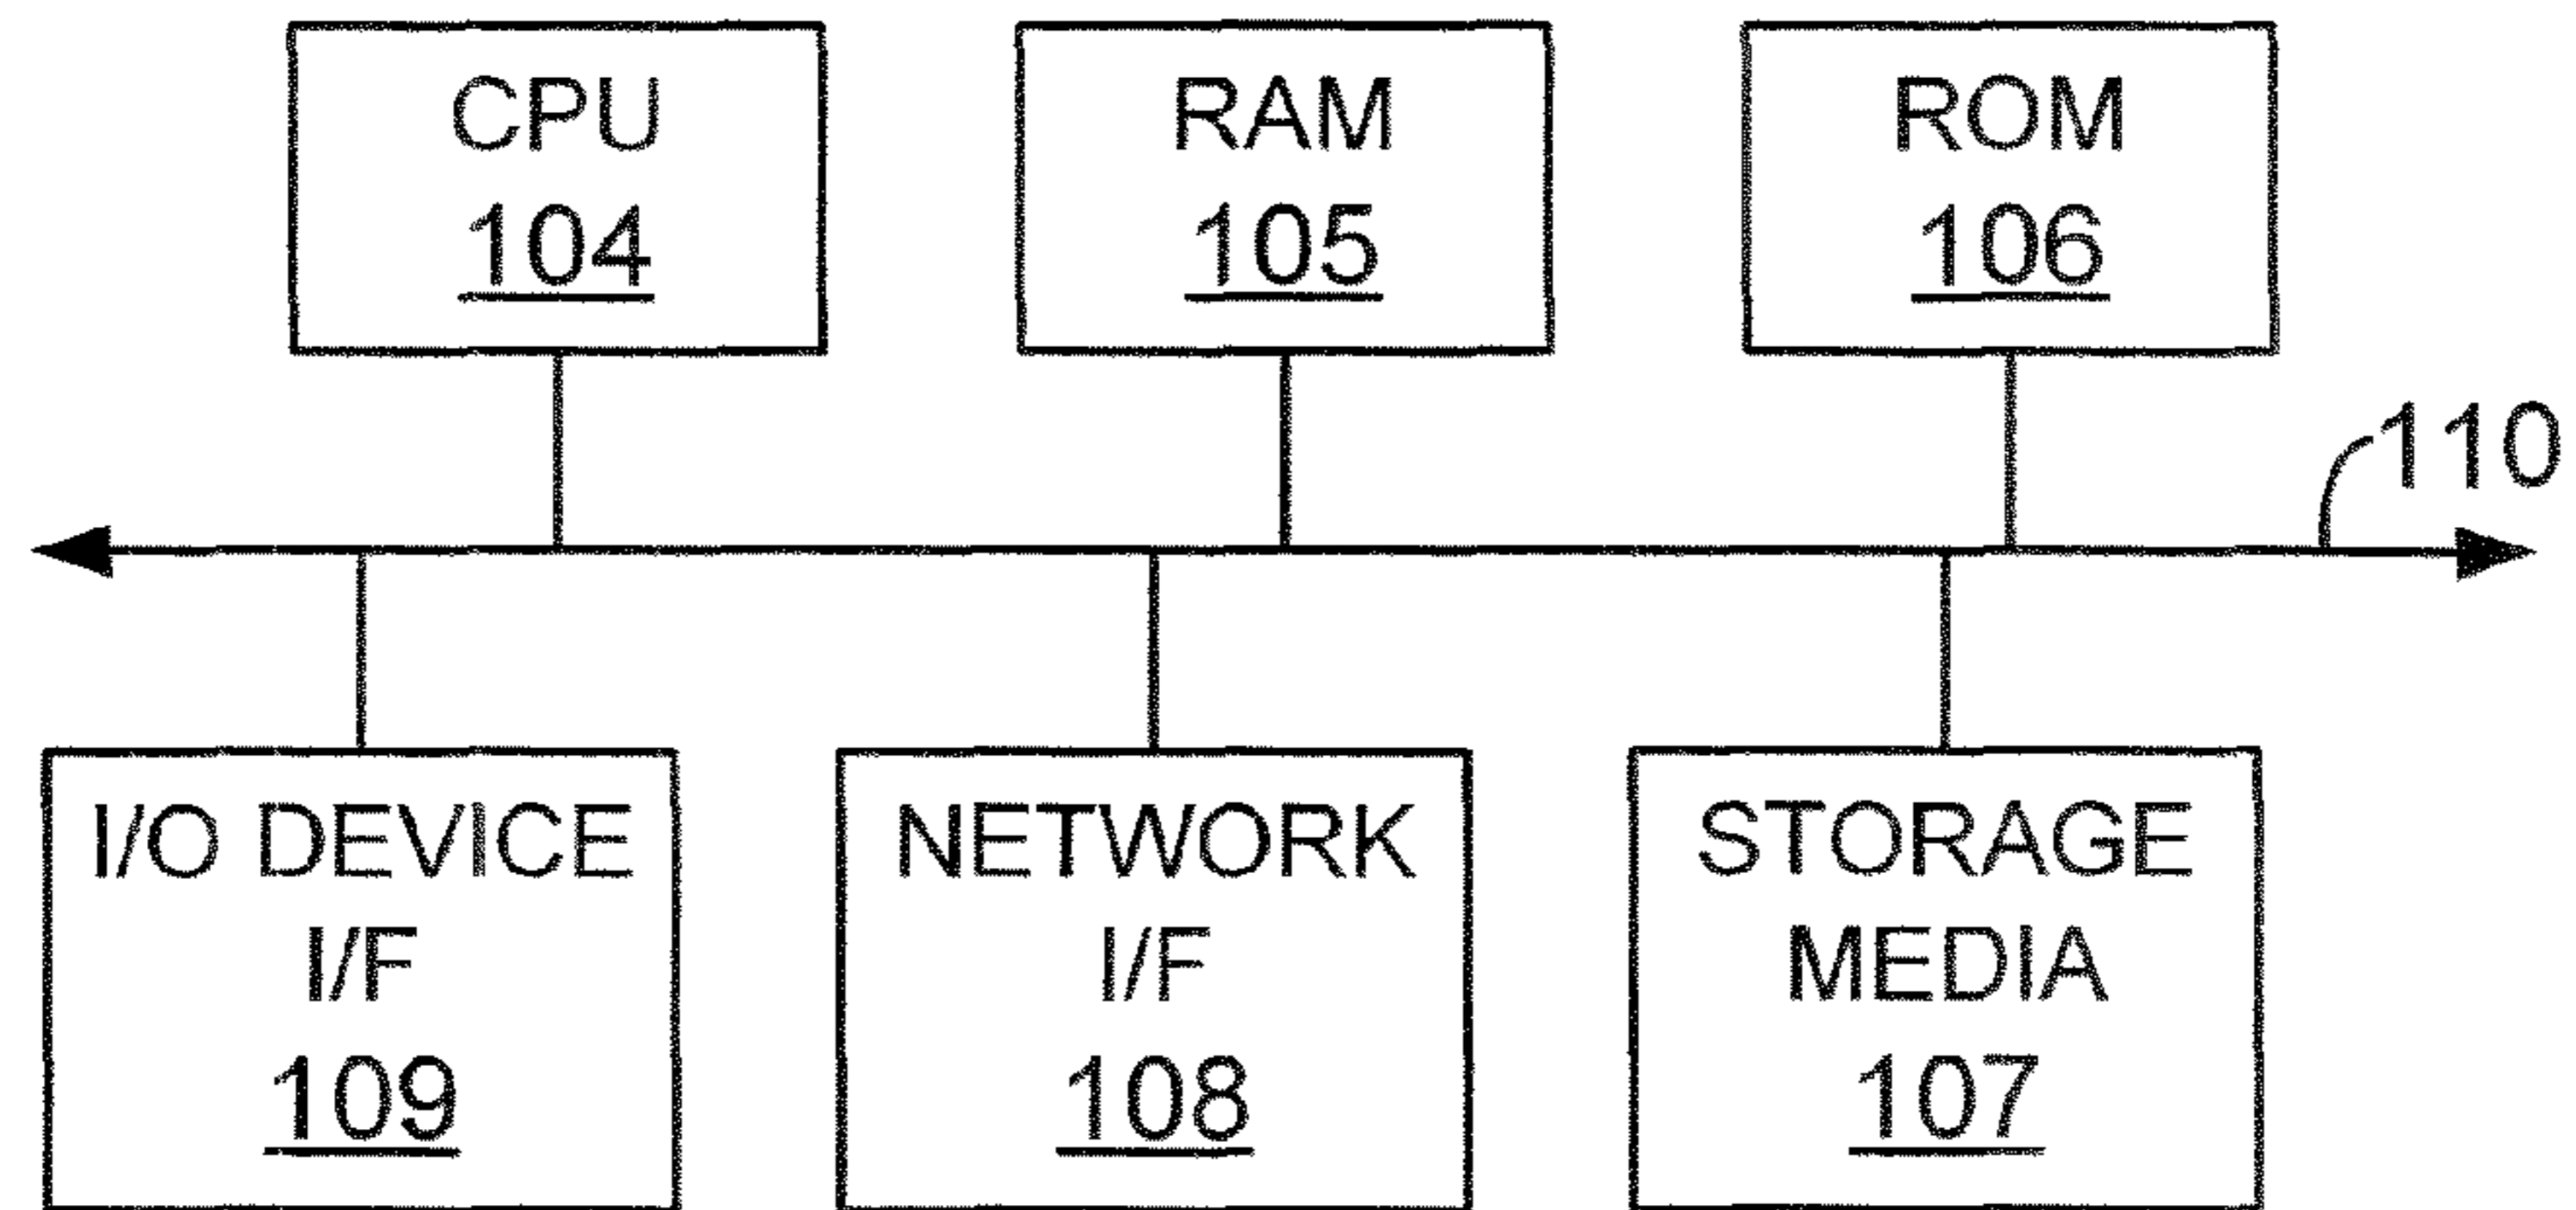 CPU
104
RAM
105
ROM
106
110
I/O DEVICE
I/F
109
NETWORK
I/F
108
STORAGE
MEDIA
107